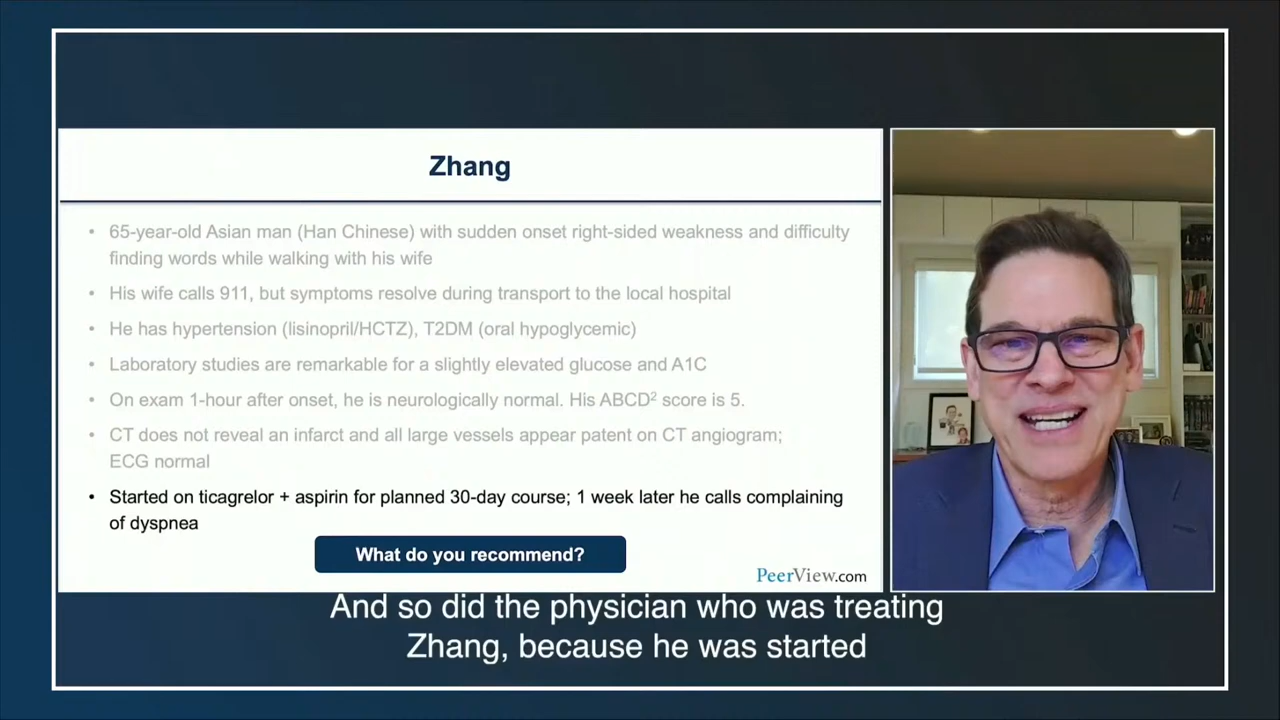 Zhang
• 65-year-old Asian man (Han Chinese) with sudden onset right-sided weakness and difficulty
finding words while walking with his wife
• His wife calls 911, but symptoms resolve during transport to the local hospital
• He has hypertension (lisinopril/HCTZ), T2DM (oral hypoglycemic)
• Laboratory studies are remarkable for a slightly elevated glucose and A1C
• On exam 1-hour after onset, he is neurologically normal. His ABCD² score is 5.
• CT does not reveal an infarct and all large vessels appear patent on CT angiogram;
ECG normal
• Started on ticagrelor + aspirin for planned 30-day course; 1 week later he calls complaining
of dyspnea
What do you recommend?
PeerView.com
And so did the physician who was treating
Zhang, because he was started